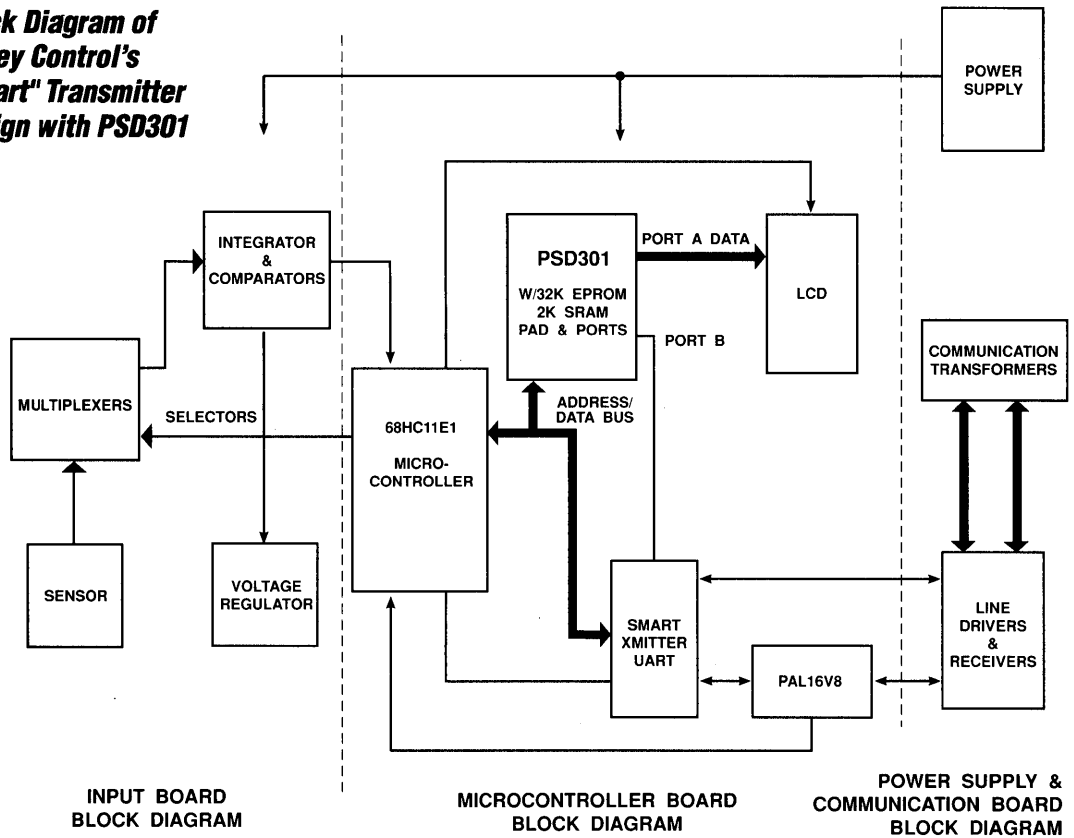 ck Diagram of
ey Control's
art" Transmitter
ign with PSD301
POWER
SUPPLY
INTEGRATOR
&
COMPARATORS
PSD301
W/32K EPROM
2K SRAM
PAD & PORTS
PORT A DATA
LCD
PORT B
COMMUNICATION
TRANSFORMERS
MULTIPLEXERS
SELECTORS
68HC11E1
MICRO-
CONTROLLER
ADDRESS/
DATA BUS
SENSOR
VOLTAGE
REGULATOR
SMART
XMITTER
UART
PAL16V8
LINE
DRIVERS
&
RECEIVERS
INPUT BOARD
BLOCK DIAGRAM
MICROCONTROLLER BOARD
BLOCK DIAGRAM
POWER SUPPLY &
COMMUNICATION BOARD
BLOCK DIAGRAM